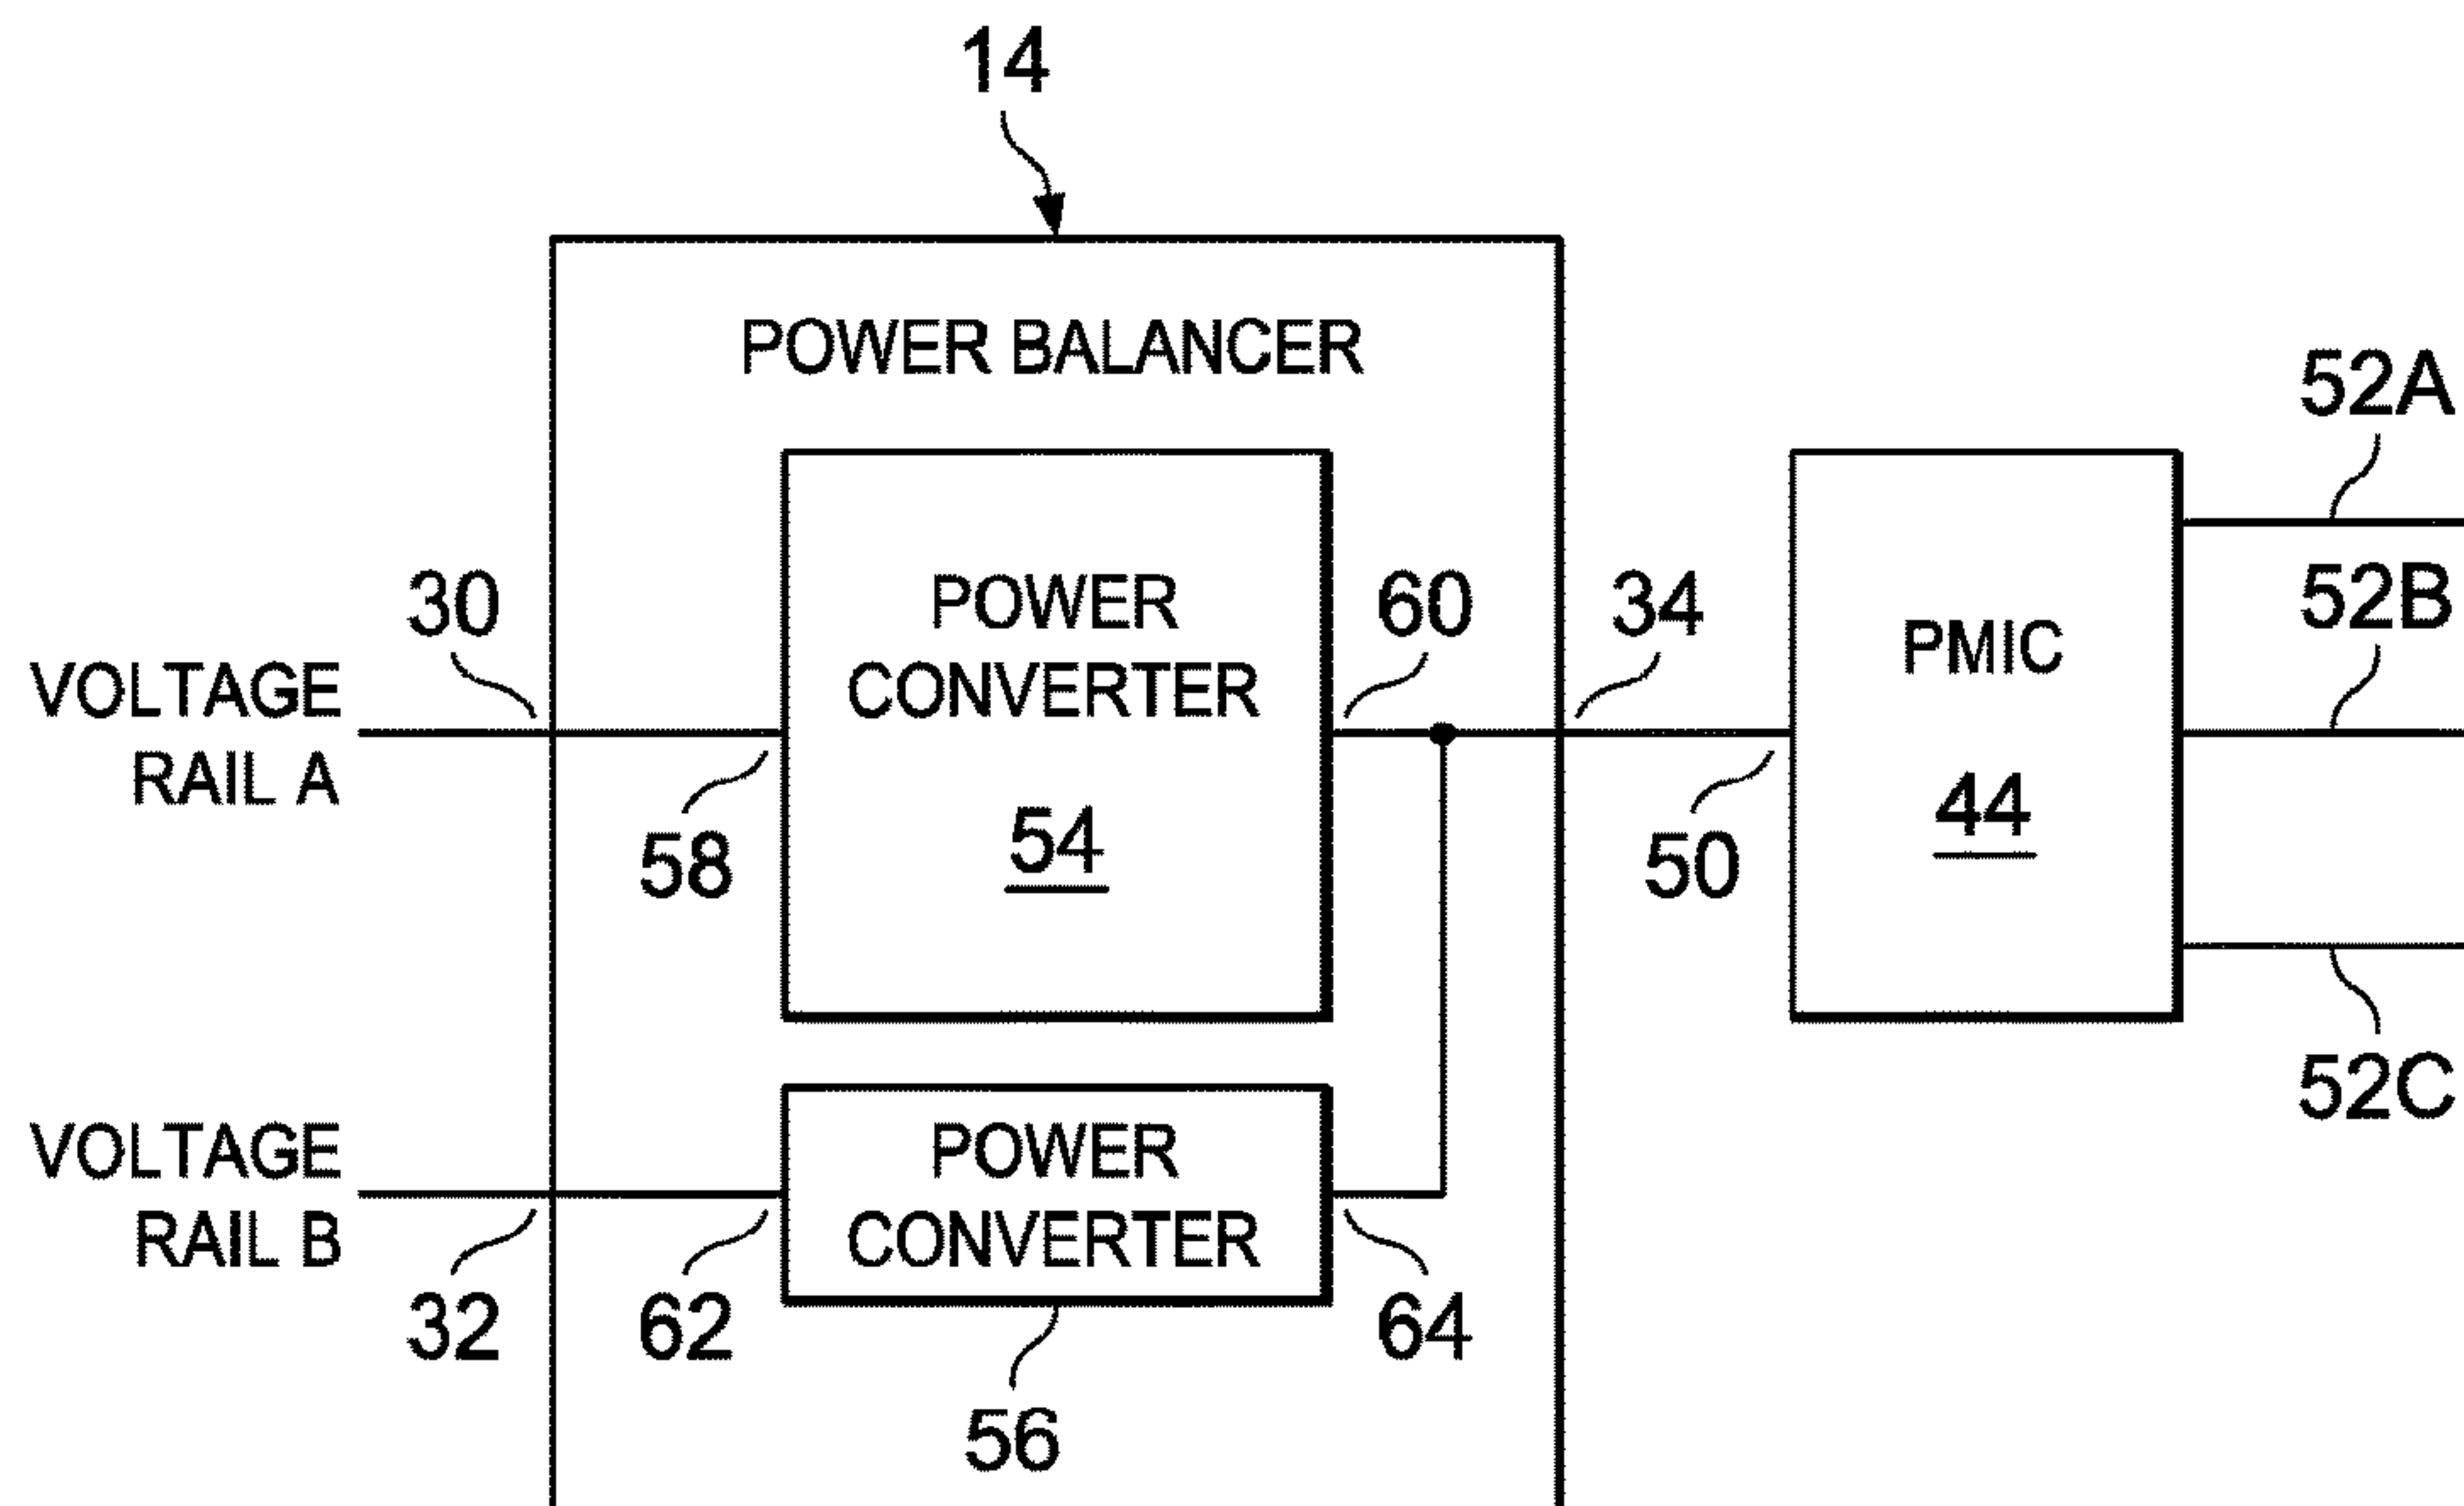 14
POWER BALANCER
52A
30
POWER
60
34
52B
VOLTAGE
CONVERTER
PMIC
RAIL A
58
54
50
44
52C
VOLTAGE
POWER
RAIL B
CONVERTER
32
62
64
56